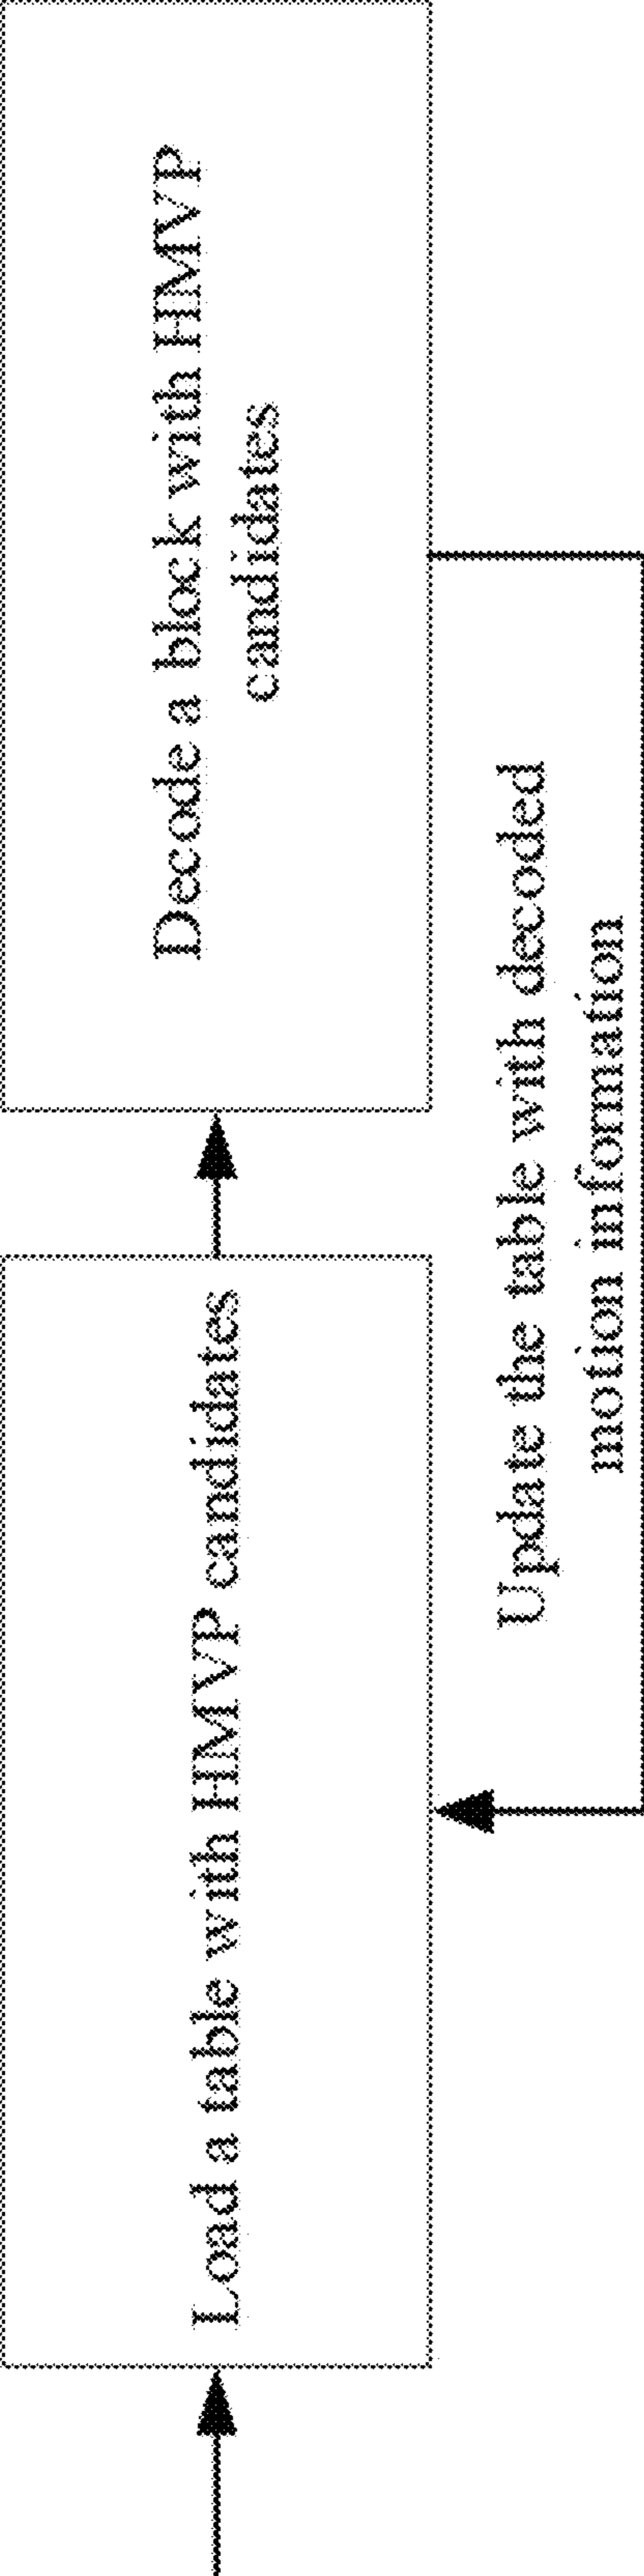 Load a table with HMVP candidates
Decode a block with HMVP
candidates
Update the table with decoded
motion information